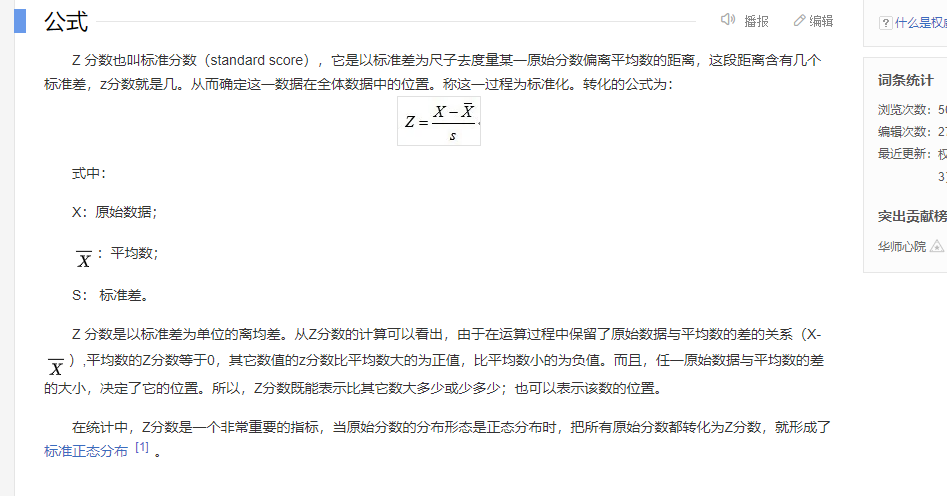 公式
播报
编辑
Z 分数也叫标准分数（standard score），它是以标准差为尺子去度量某一原始分数偏离平均数的距离，这段距离含有几个
标准差，z分数就是几。从而确定这一数据在全体数据中的位置。称这一过程为标准化。转化的公式为：
Z = (X − X̅) / s
式中：
X：原始数据；
X̅ ：平均数；
S： 标准差。
Z 分数是以标准差为单位的离均差。从Z分数的计算可以看出，由于在运算过程中保留了原始数据与平均数的差的关系（X-
X̅ ）,平均数的Z分数等于0，其它数值的z分数比平均数大的为正值，比平均数小的为负值。而且，任一原始数据与平均数的差
的大小，决定了它的位置。所以，Z分数既能表示比其它数大多少或少多少；也可以表示该数的位置。
在统计中，Z分数是一个非常重要的指标，当原始分数的分布形态是正态分布时，把所有原始分数都转化为Z分数，就形成了
标准正态分布 [1] 。
? 什么是权
词条统计
浏览次数：50
编辑次数：27
最近更新：权
3
突出贡献榜
华师心院